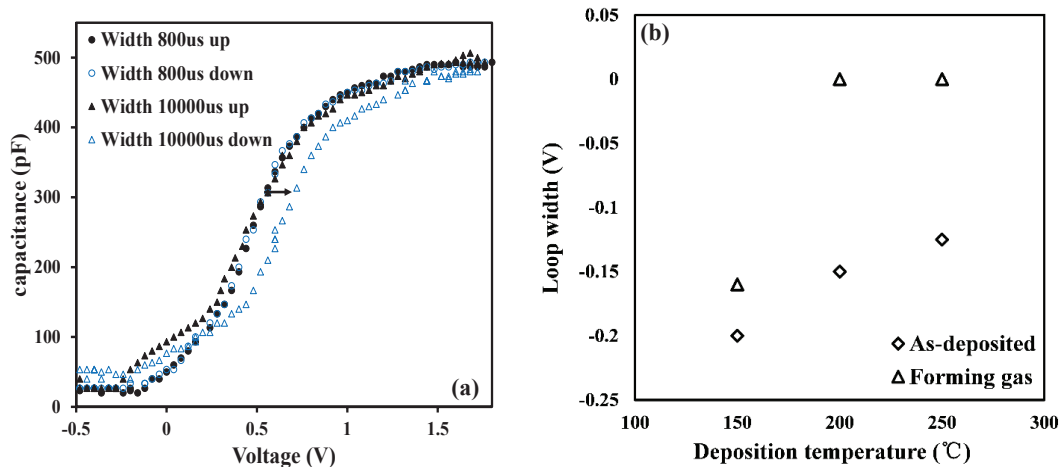 Width 800us up
Width 800us down
Width 10000us up
Width 10000us down
500
400
300
200
100
0
-0.5
0
0.5
1
1.5
capacitance (pF)
Voltage (V)
(a)
(b)
0.05
0
-0.05
-0.1
-0.15
-0.2
-0.25
100
150
200
250
300
Loop width (V)
Deposition temperature (℃)
As-deposited
Forming gas